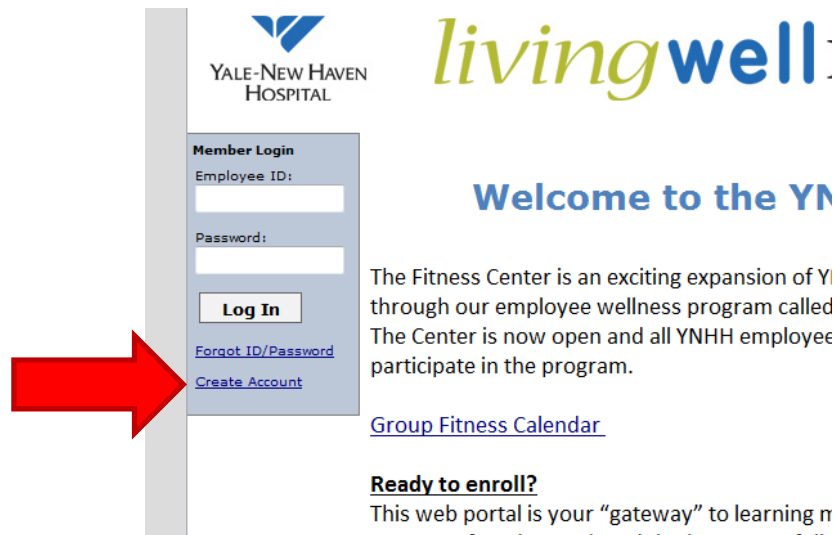 YALE-NEW HAVEN
HOSPITAL
livingwell
Member Login
Employee ID:
Password:
Log In
Forgot ID/Password
Create Account
Welcome to the YN
The Fitness Center is an exciting expansion of
through our employee wellness program called
The Center is now open and all YNHH employee
participate in the program.
Group Fitness Calendar
Ready to enroll?
This web portal is your “gateway” to learning